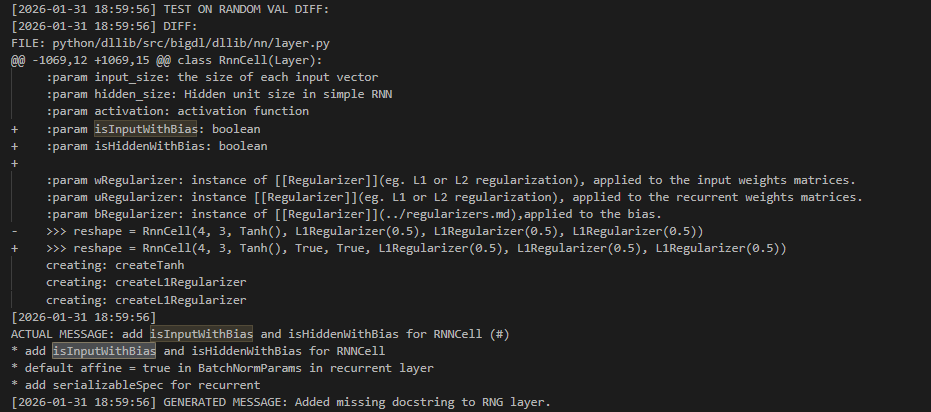 [2026-01-31 18:59:56] TEST ON RANDOM VAL DIFF:
[2026-01-31 18:59:56] DIFF:
FILE: python/dllib/src/bigdl/dllib/nn/layer.py
@@ -1069,12 +1069,15 @@ class RnnCell(Layer):
    :param input_size: the size of each input vector
    :param hidden_size: Hidden unit size in simple RNN
    :param activation: activation function
+    :param isInputWithBias: boolean
+    :param isHiddenWithBias: boolean
+
    :param wRegularizer: instance of [[Regularizer]](eg. L1 or L2 regularization), applied to the input weights matrices.
    :param uRegularizer: instance [[Regularizer]](eg. L1 or L2 regularization), applied to the recurrent weights matrices.
    :param bRegularizer: instance of [[Regularizer]](../regularizers.md),applied to the bias.
-    >>> reshape = RnnCell(4, 3, Tanh(), L1Regularizer(0.5), L1Regularizer(0.5), L1Regularizer(0.5))
+    >>> reshape = RnnCell(4, 3, Tanh(), True, True, L1Regularizer(0.5), L1Regularizer(0.5), L1Regularizer(0.5))
    creating: createTanh
    creating: createL1Regularizer
    creating: createL1Regularizer
[2026-01-31 18:59:56]
ACTUAL MESSAGE: add isInputWithBias and isHiddenWithBias for RNNCell (#)
* add isInputWithBias and isHiddenWithBias for RNNCell
* default affine = true in BatchNormParams in recurrent layer
* add serializableSpec for recurrent
[2026-01-31 18:59:56] GENERATED MESSAGE: Added missing docstring to RNG layer.